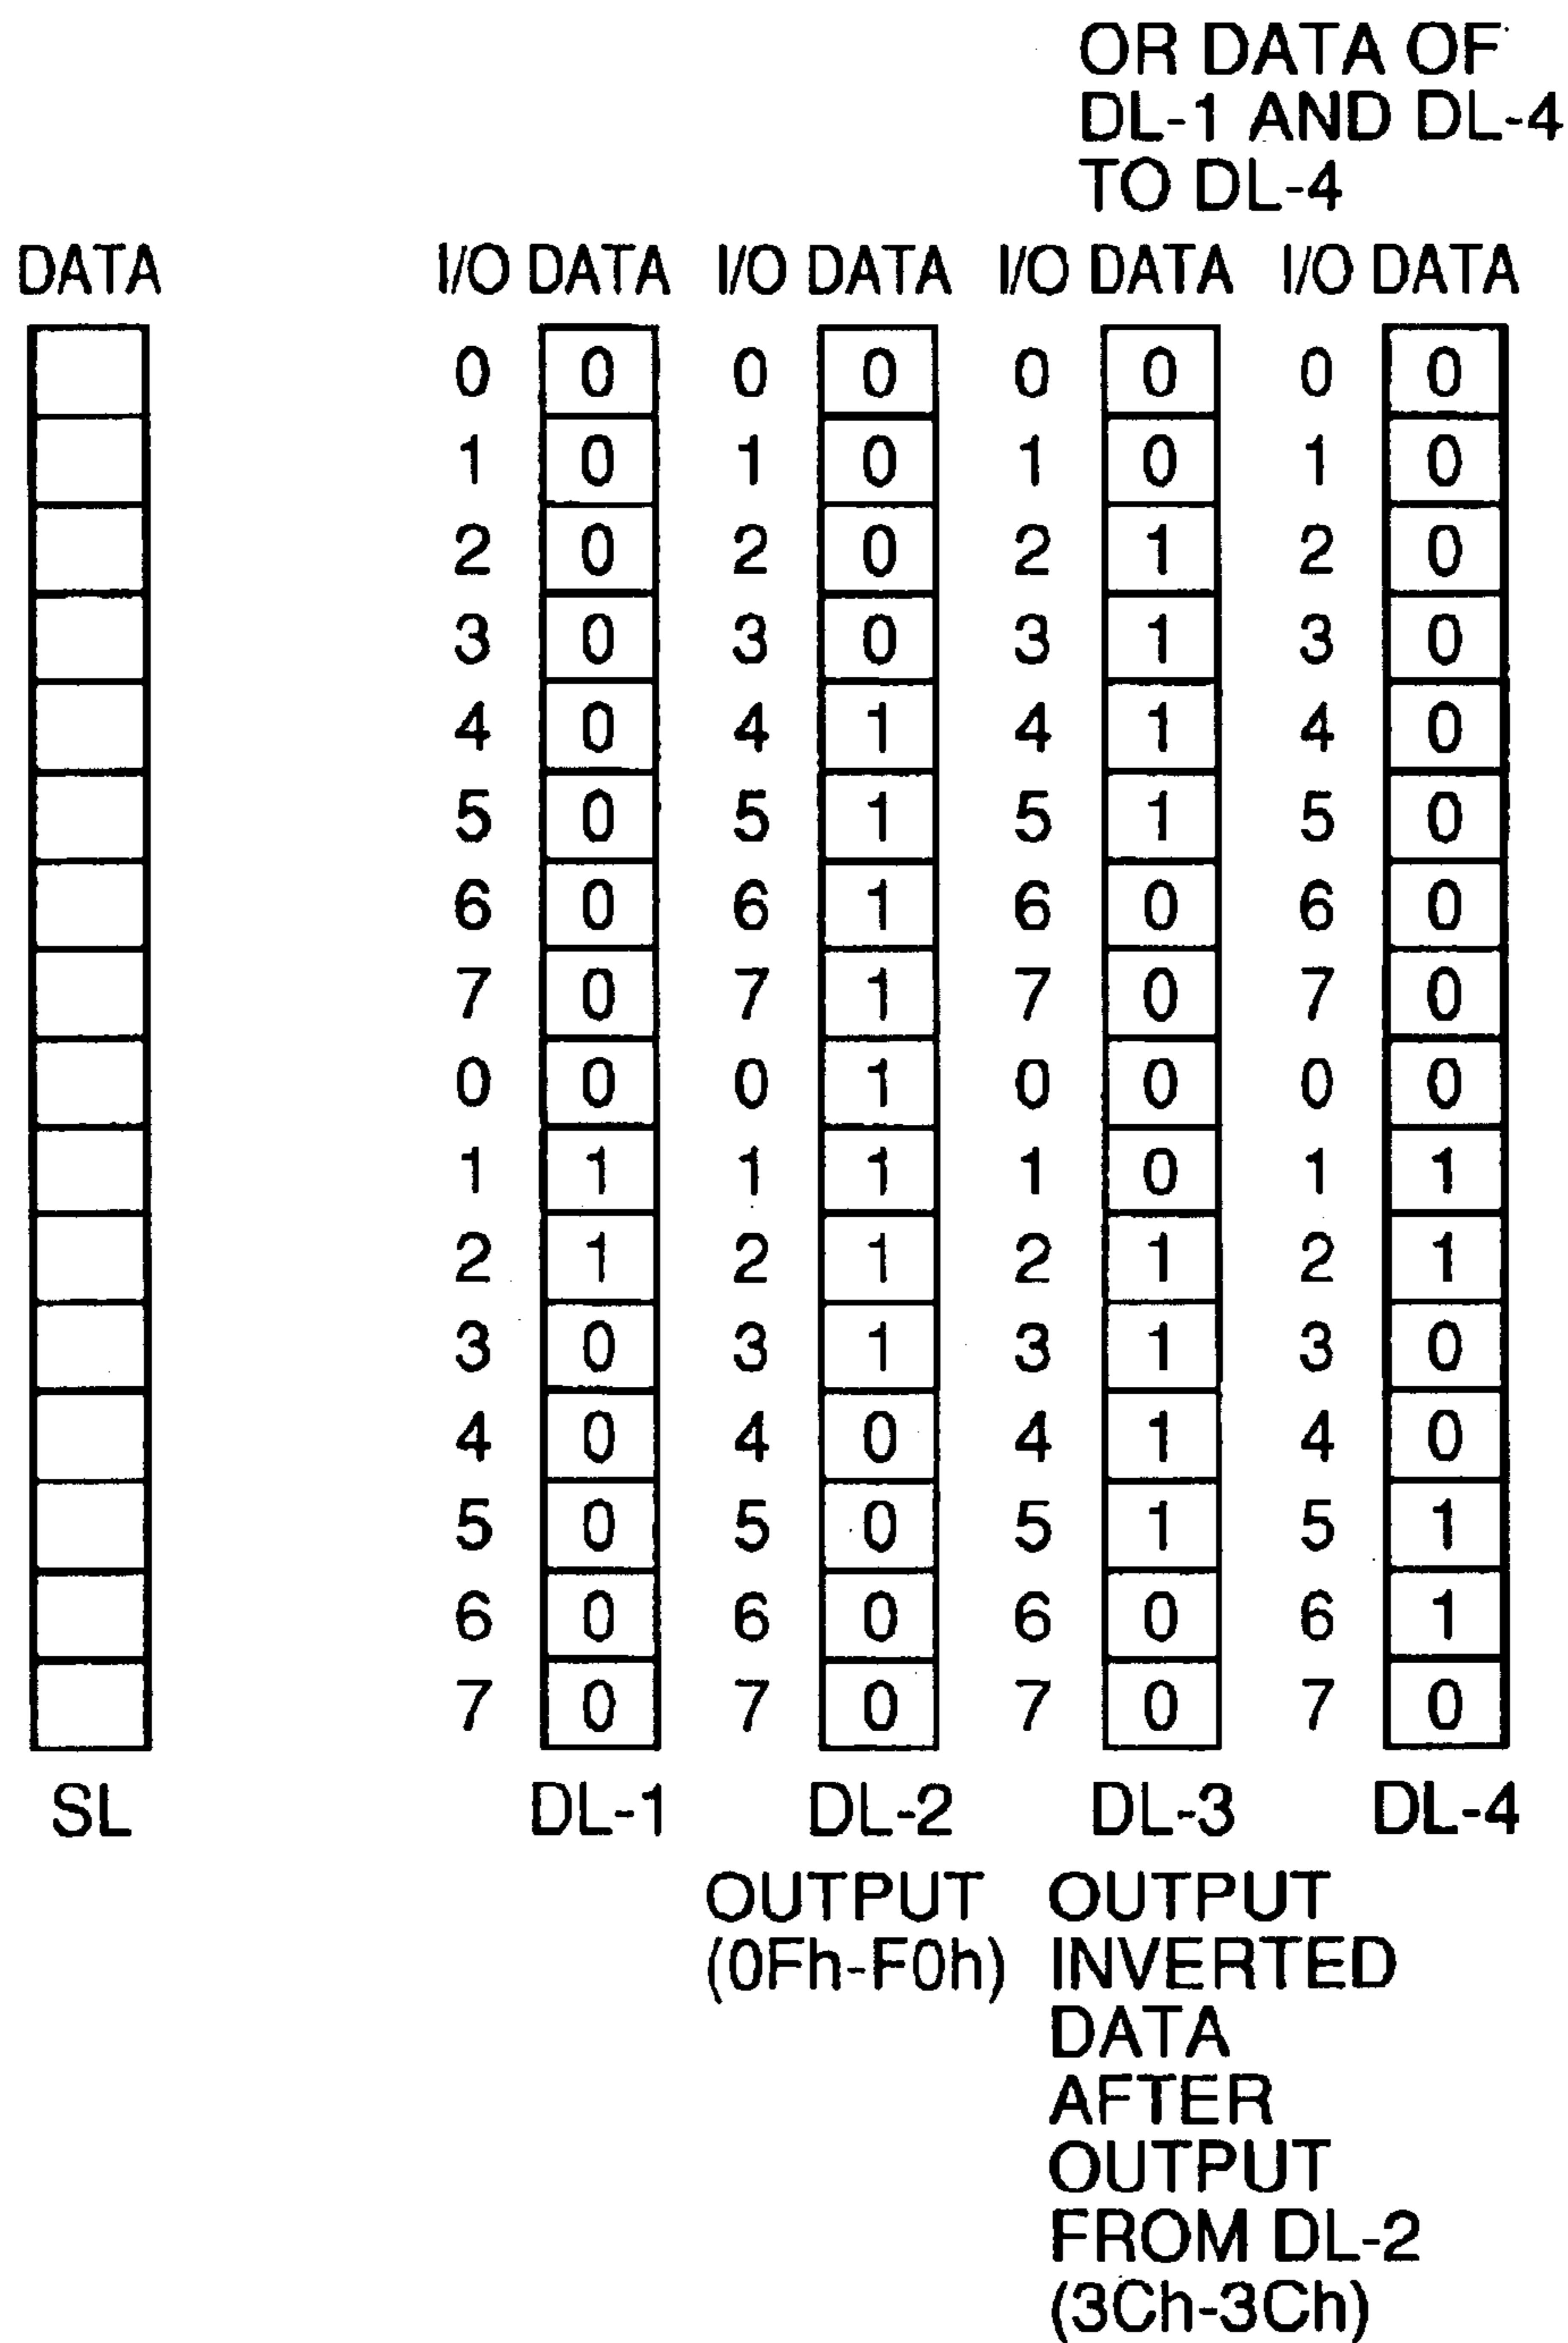 OR DATA OF
DL-1 AND DL-4
TO DL-4
DATA I/O DATA I/O DATA I/O DATA I/O DATA
0 0 0 0 0 0 0 0
1 0 1 0 1 0 1 0
2 0 2 0 2 1 2 0
3 0 3 0 3 1 3 0
4 0 4 1 4 1 4 0
5 0 5 1 5 1 5 0
6 0 6 1 6 0 6 0
7 0 7 1 7 0 7 0
0 0 0 1 0 0 0 0
1 1 1 1 1 0 1 1
2 1 2 1 2 1 2 1
3 0 3 1 3 1 3 0
4 0 4 0 4 1 4 0
5 0 5 0 5 1 5 1
6 0 6 0 6 0 6 1
7 0 7 0 7 0 7 0
SL DL-1 DL-2 DL-3 DL-4
OUTPUT
(0Fh-F0h)
OUTPUT
INVERTED
DATA
AFTER
OUTPUT
FROM DL-2
(3Ch-3Ch)